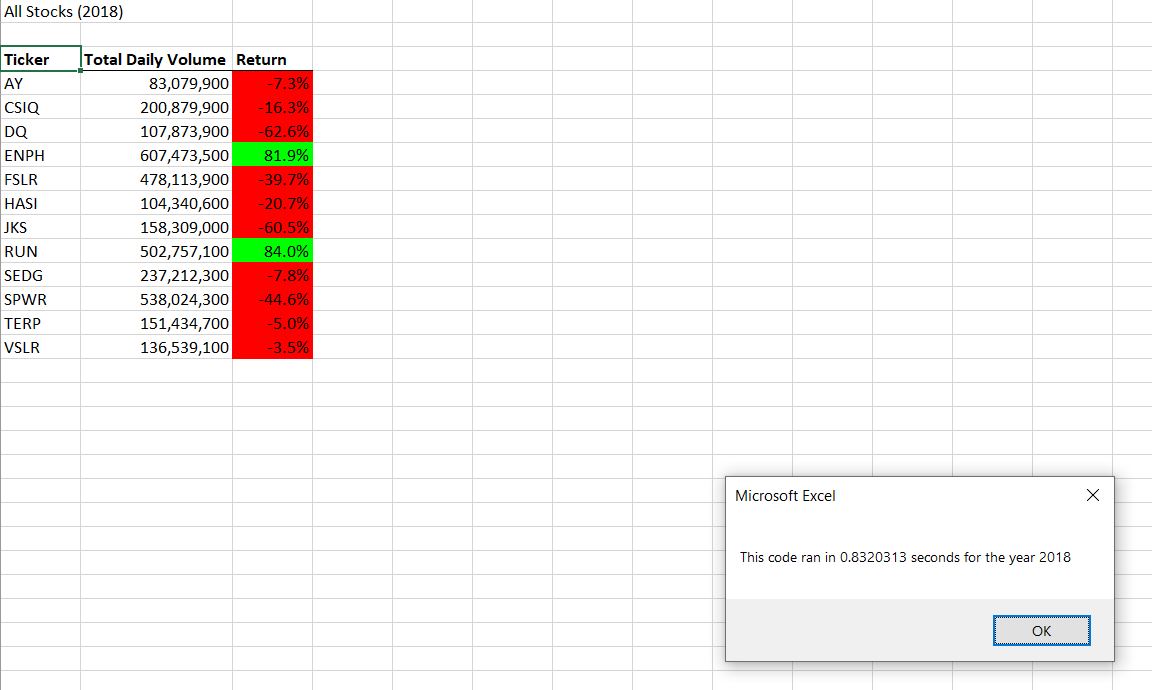 All Stocks (2018)
Ticker Total Daily Volume Return
AY 83,079,900 -7.3%
CSIQ 200,879,900 -16.3%
DQ 107,873,900 -62.6%
ENPH 607,473,500 81.9%
FSLR 478,113,900 -39.7%
HASI 104,340,600 -20.7%
JKS 158,309,000 -60.5%
RUN 502,757,100 84.0%
SEDG 237,212,300 -7.8%
SPWR 538,024,300 -44.6%
TERP 151,434,700 -5.0%
VSLR 136,539,100 -3.5%
Microsoft Excel
This code ran in 0.8320313 seconds for the year 2018
OK